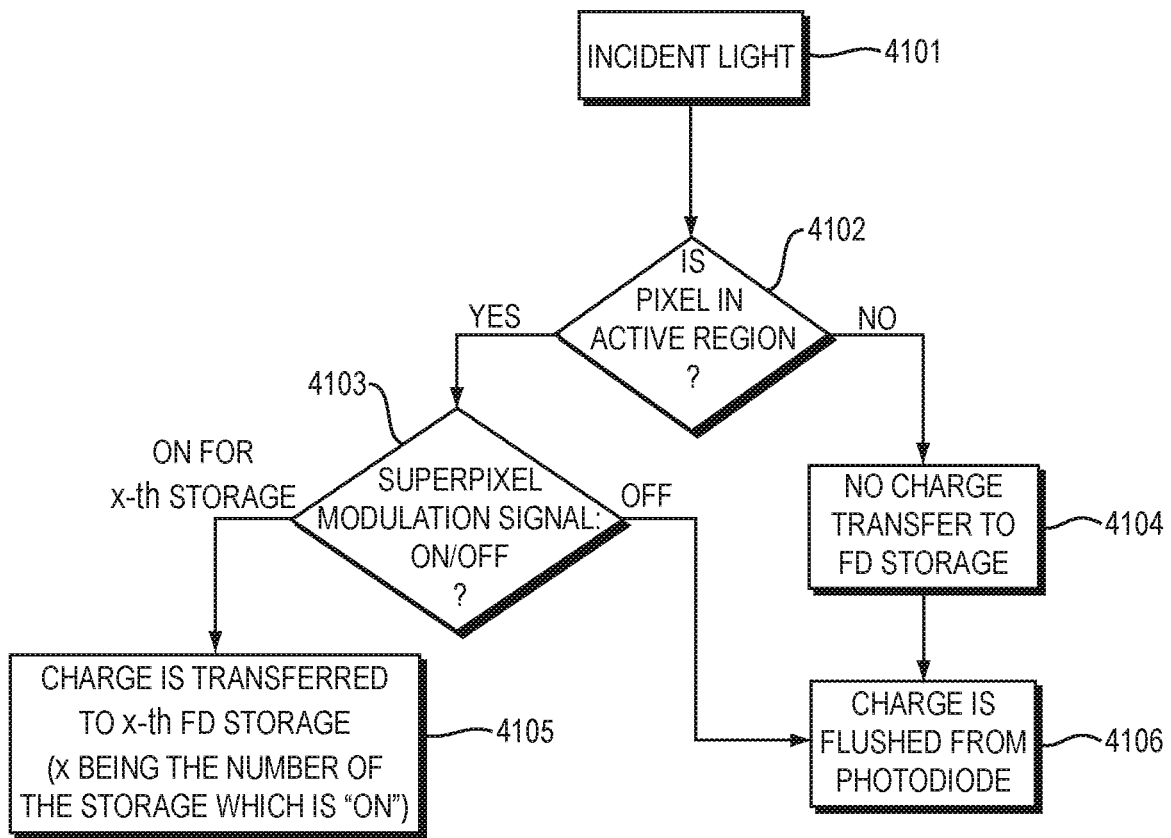 INCIDENT LIGHT
4101
4102
IS
PIXEL IN
ACTIVE REGION
?
YES
NO
4103
ON FOR
x-th STORAGE
SUPERPIXEL
MODULATION SIGNAL:
ON/OFF
?
OFF
NO CHARGE
TRANSFER TO
FD STORAGE
4104
CHARGE IS TRANSFERRED
TO x-th FD STORAGE
(x BEING THE NUMBER OF
THE STORAGE WHICH IS “ON”)
4105
CHARGE IS
FLUSHED FROM
PHOTODIODE
4106